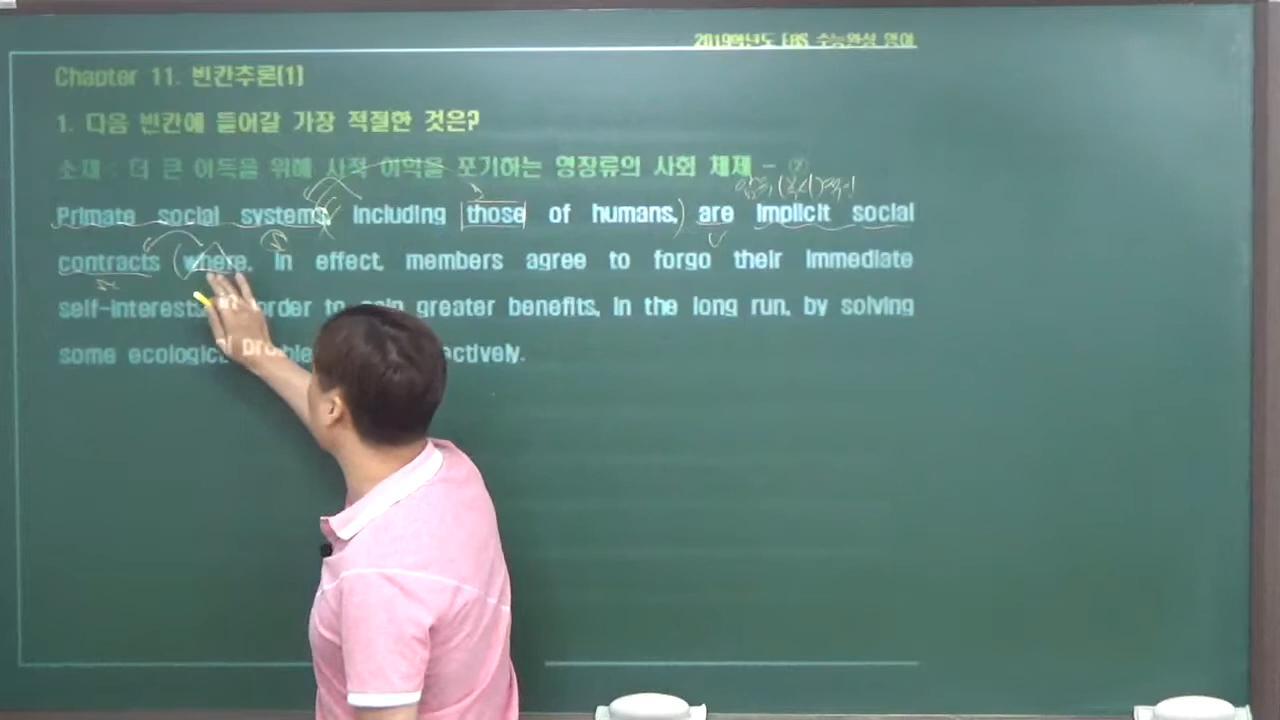 2019학년도 EBS 수능완성 영어
Chapter 11. 빈칸추론(1)
1. 다음 빈칸에 들어갈 가장 적절한 것은?
소재 : 더 큰 이득을 위해 사적 이익을 포기하는 영장류의 사회 체제 -
Primate social systems, including those of humans, are implicit social
contracts where, in effect, members agree to forgo their immediate
self-interests in order to gain greater benefits, in the long run, by solving
some ecological